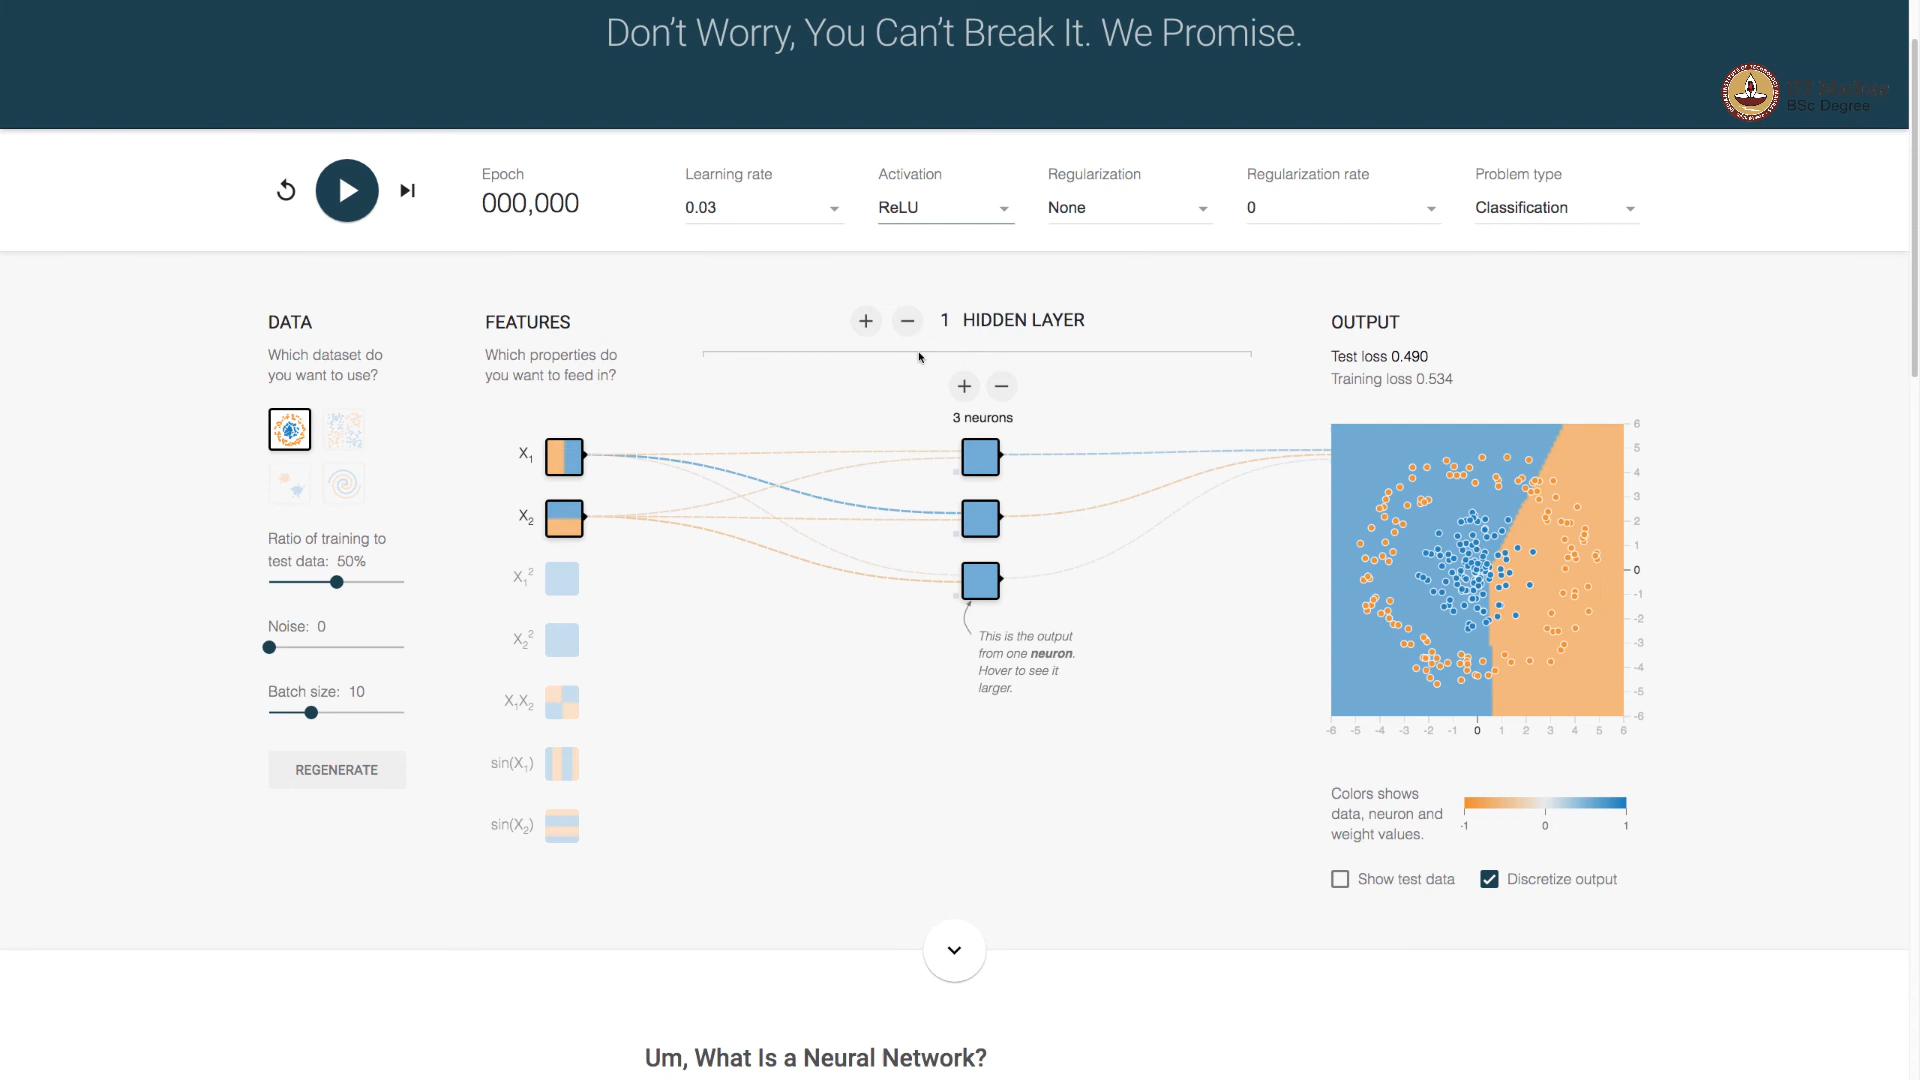 Don't Worry, You Can't Break It. We Promise.
BSc Degree
Epoch
000,000
Learning rate
0.03
Activation
ReLU
Regularization
None
Regularization rate
0
Problem type
Classification
DATA
Which dataset do
you want to use?
Ratio of training to
test data: 50%
Noise: 0
Batch size: 10
REGENERATE
FEATURES
Which properties do
you want to feed in?
X1
X2
X1²
X2²
X1X2
sin(X1)
sin(X2)
+ − 1 HIDDEN LAYER
+ −
3 neurons
This is the output
from one neuron.
Hover to see it
larger.
OUTPUT
Test loss 0.490
Training loss 0.534
6
5
4
3
2
1
0
-1
-2
-3
-4
-5
-6
-6 -5 -4 -3 -2 -1 0 1 2 3 4 5 6
Colors shows
data, neuron and
weight values.
-1 0 1
Show test data
Discretize output
Um, What Is a Neural Network?